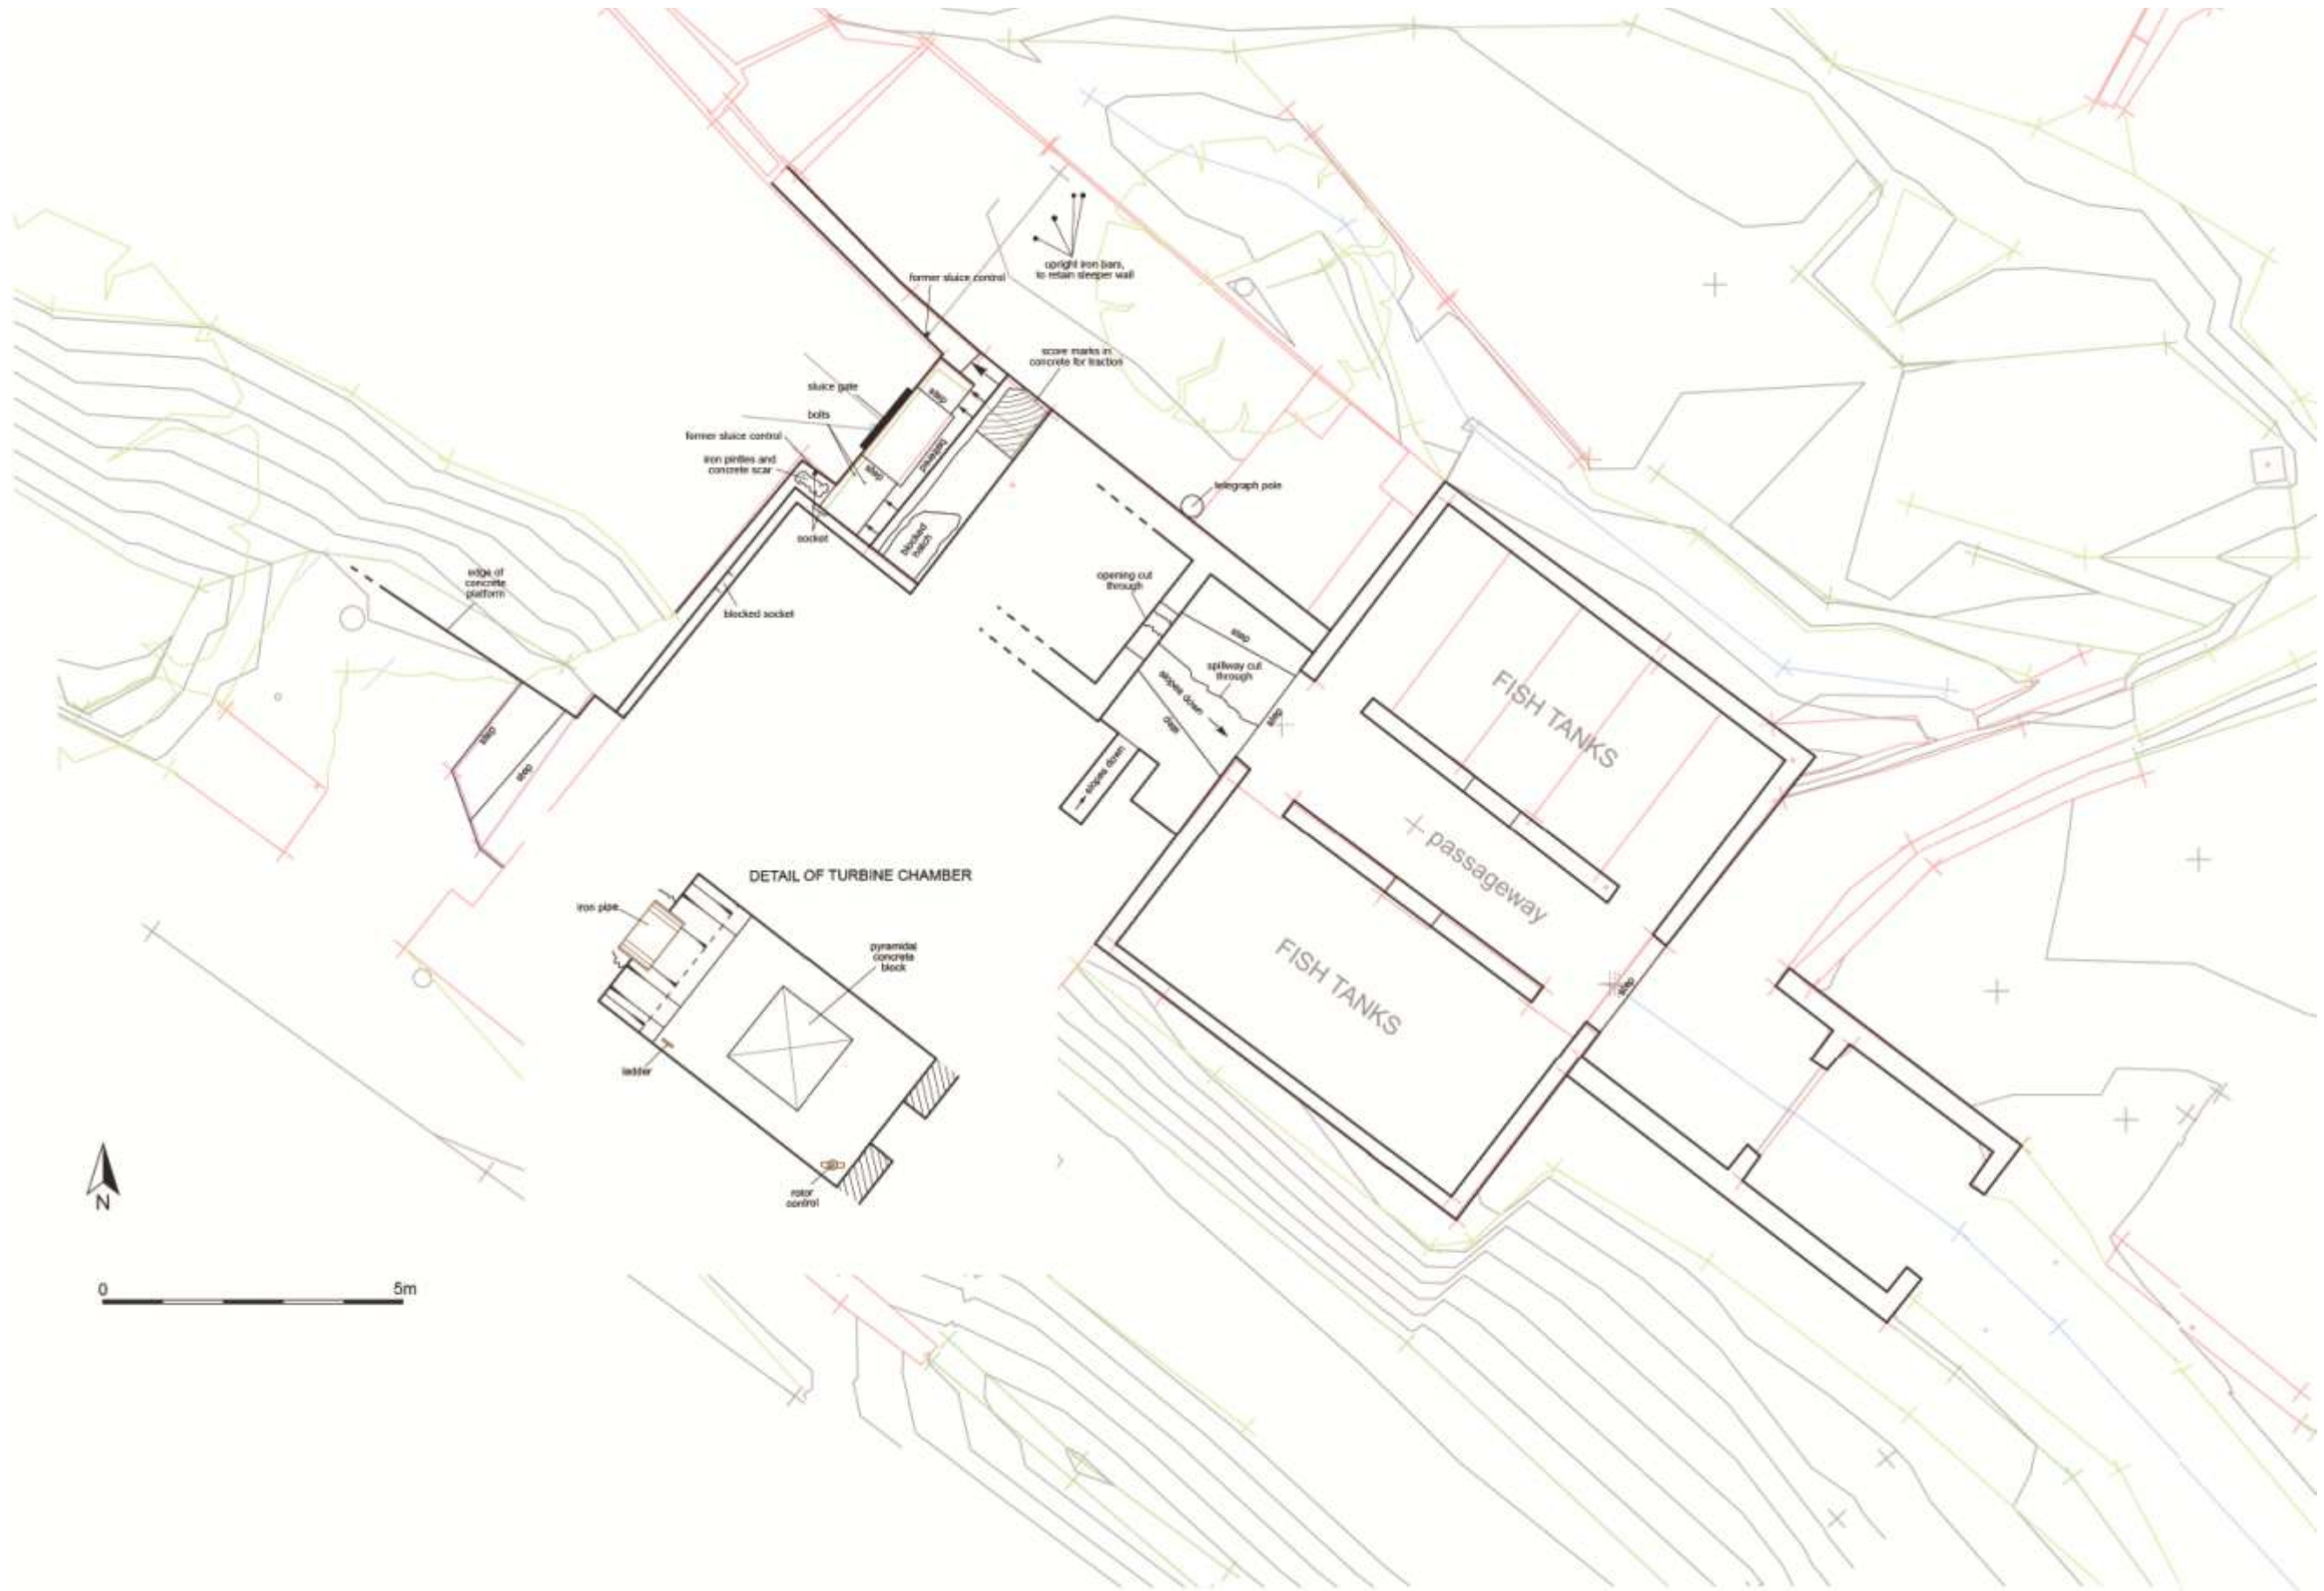 former sluice control
upright iron bars,
to retain sleeper wall
score marks in
concrete for traction
sluice gate
step
bolts
former sluice control
iron pintles and
concrete scar
step
battered
telegraph pole
socket
blocked
hatch
edge of
concrete
platform
opening cut
through
blocked socket
step
spillway cut
through
slopes down
step
FISH TANKS
step
step
slopes down
passageway
DETAIL OF TURBINE CHAMBER
iron pipe
pyramidal
concrete
block
FISH TANKS
step
ladder
N
rotor
control
0 5m